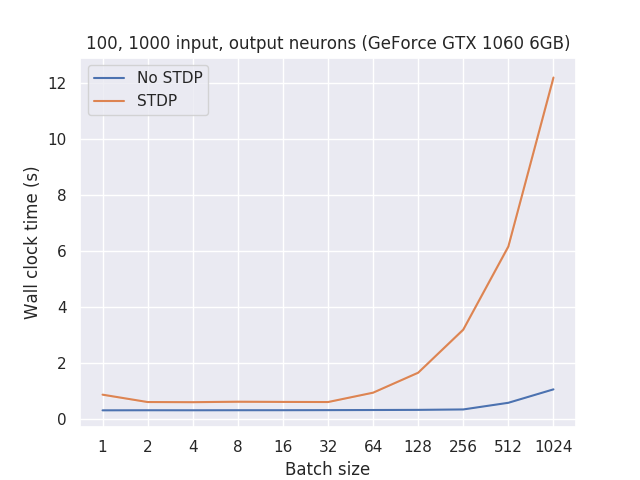 100, 1000 input, output neurons (GeForce GTX 1060 6GB)
No STDP
STDP
12
10
8
6
4
2
0
Wall clock time (s)
1 2 4 8 16 32 64 128 256 512 1024
Batch size